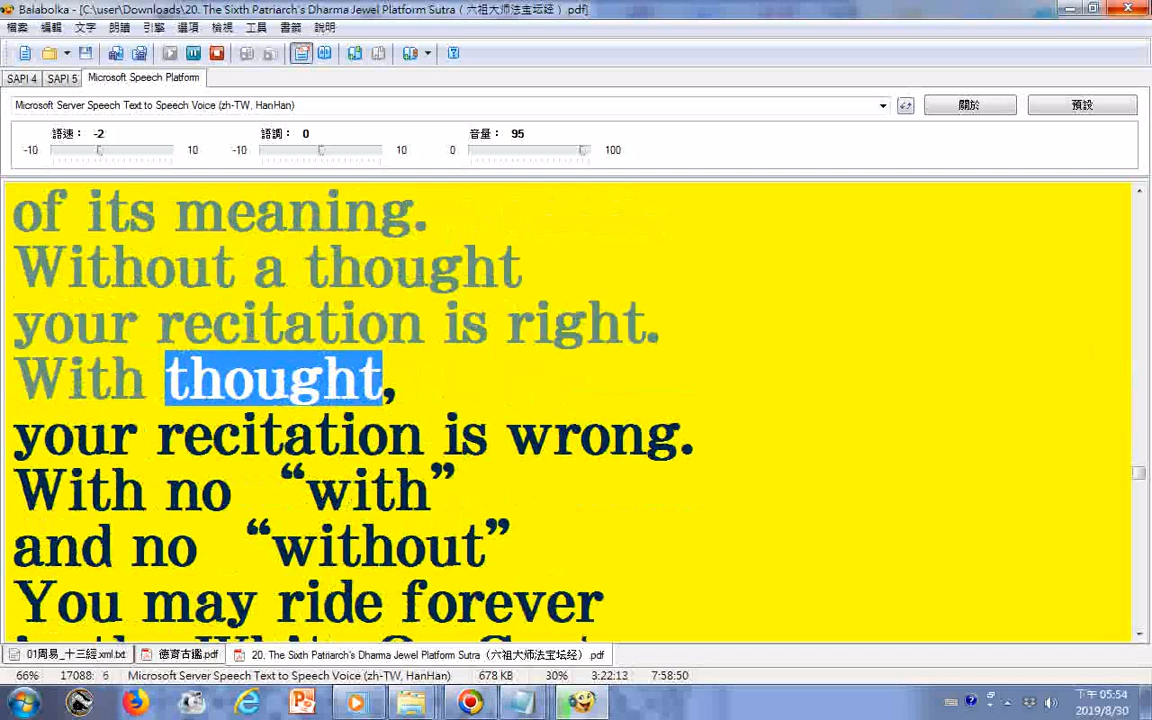 Balabolka - [C:\user\Downloads\20. The Sixth Patriarch's Dharma Jewel Platform Sutra（六祖大师法宝坛经）pdf]
檔案 編輯 文字 朗讀 引擎 選項 檢視 工具 書籤 說明
SAPI 4 SAPI 5 Microsoft Speech Platform
Microsoft Server Speech Text to Speech Voice (zh-TW, HanHan) 關於 預設
語速： -2 語調： 0 音量： 95
-10 10 -10 10 0 100
of its meaning.
Without a thought
your recitation is right.
With thought,
your recitation is wrong.
With no “with”
and no “without”
You may ride forever
01周易_十三經.xml.txt 德育古鑑.pdf 20. The Sixth Patriarch's Dharma Jewel Platform Sutra（六祖大师法宝坛经）.pdf
66% 17088: 6 Microsoft Server Speech Text to Speech Voice (zh-TW, HanHan) 678 KB 30% 3:22:13 7:58:50
下午 05:54
2019/8/30